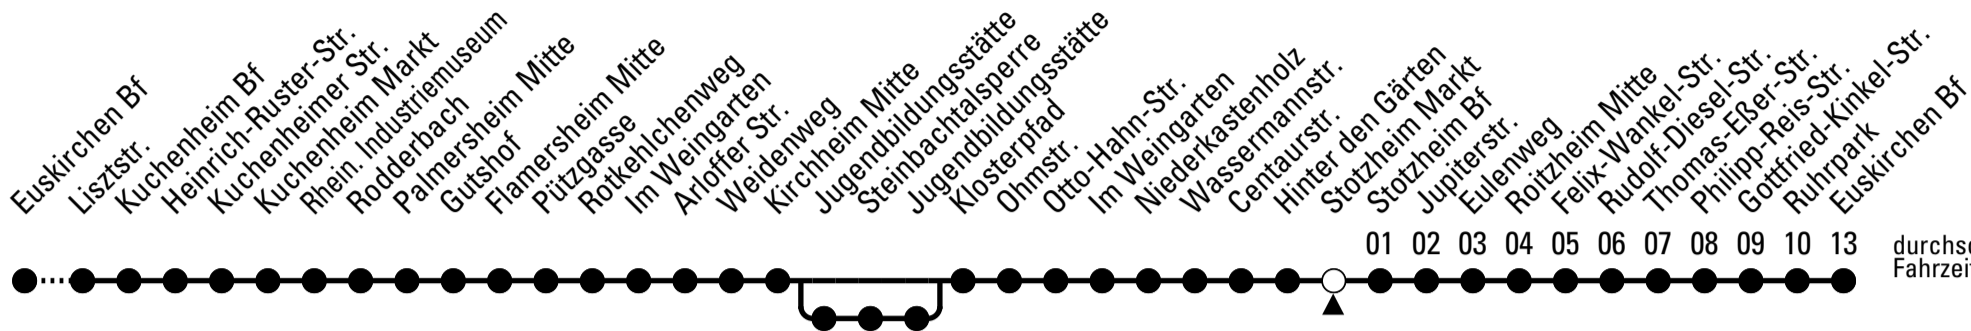 Euskirchen Bf
Lisztstr.
Kuchenheim Bf
Heinrich-Ruster-Str.
Kuchenheimer Str.
Kuchenheim Markt
Rhein. Industriemuseum
Rodderbach
Palmersheim Mitte
Gutshof
Flamersheim Mitte
Pützgasse
Rotkehlchenweg
Im Weingarten
Arloffer Str.
Weidenweg
Kirchheim Mitte
Jugendbildungsstätte
Steinbachtalsperre
Jugendbildungsstätte
Klosterpfad
Ohmstr.
Otto-Hahn-Str.
Im Weingarten
Niederkastenholz
Wassermannstr.
Centaurstr.
Hinter den Gärten
Stotzheim Markt
Stotzheim Bf
Jupiterstr.
Eulenweg
Roitzheim Mitte
Felix-Wankel-Str.
Rudolf-Diesel-Str.
Thomas-Eßer-Str.
Philipp-Reis-Str.
Gottfried-Kinkel-Str.
Ruhrpark
Euskirchen Bf
01 02 03 04 05 06 07 08 09 10 13